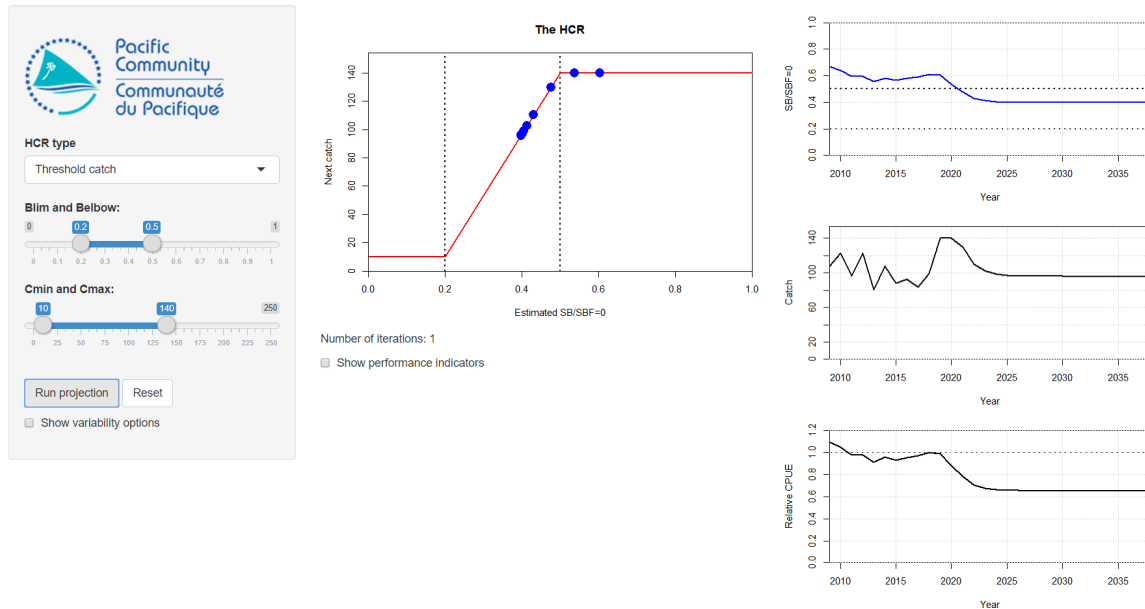 Pacific
Community
Communauté
du Pacifique
HCR type
Threshold catch
Blim and Belbow:
0 0.2 0.5 1
0 0.1 0.2 0.3 0.4 0.5 0.6 0.7 0.8 0.9 1
Cmin and Cmax:
10 140 250
0 25 50 75 100 125 150 175 200 225 250
Run projection Reset
Show variability options
The HCR
Next catch
0 20 40 60 80 100 120 140
0.0 0.2 0.4 0.6 0.8 1.0
Estimated SB/SBF=0
Number of iterations: 1
Show performance indicators
SB/SBF=0
0.0 0.2 0.4 0.6 0.8 1.0
2010 2015 2020 2025 2030 2035
Year
Catch
0 20 60 100 140
2010 2015 2020 2025 2030 2035
Year
Relative CPUE
0.0 0.2 0.4 0.6 0.8 1.0 1.2
2010 2015 2020 2025 2030 2035
Year